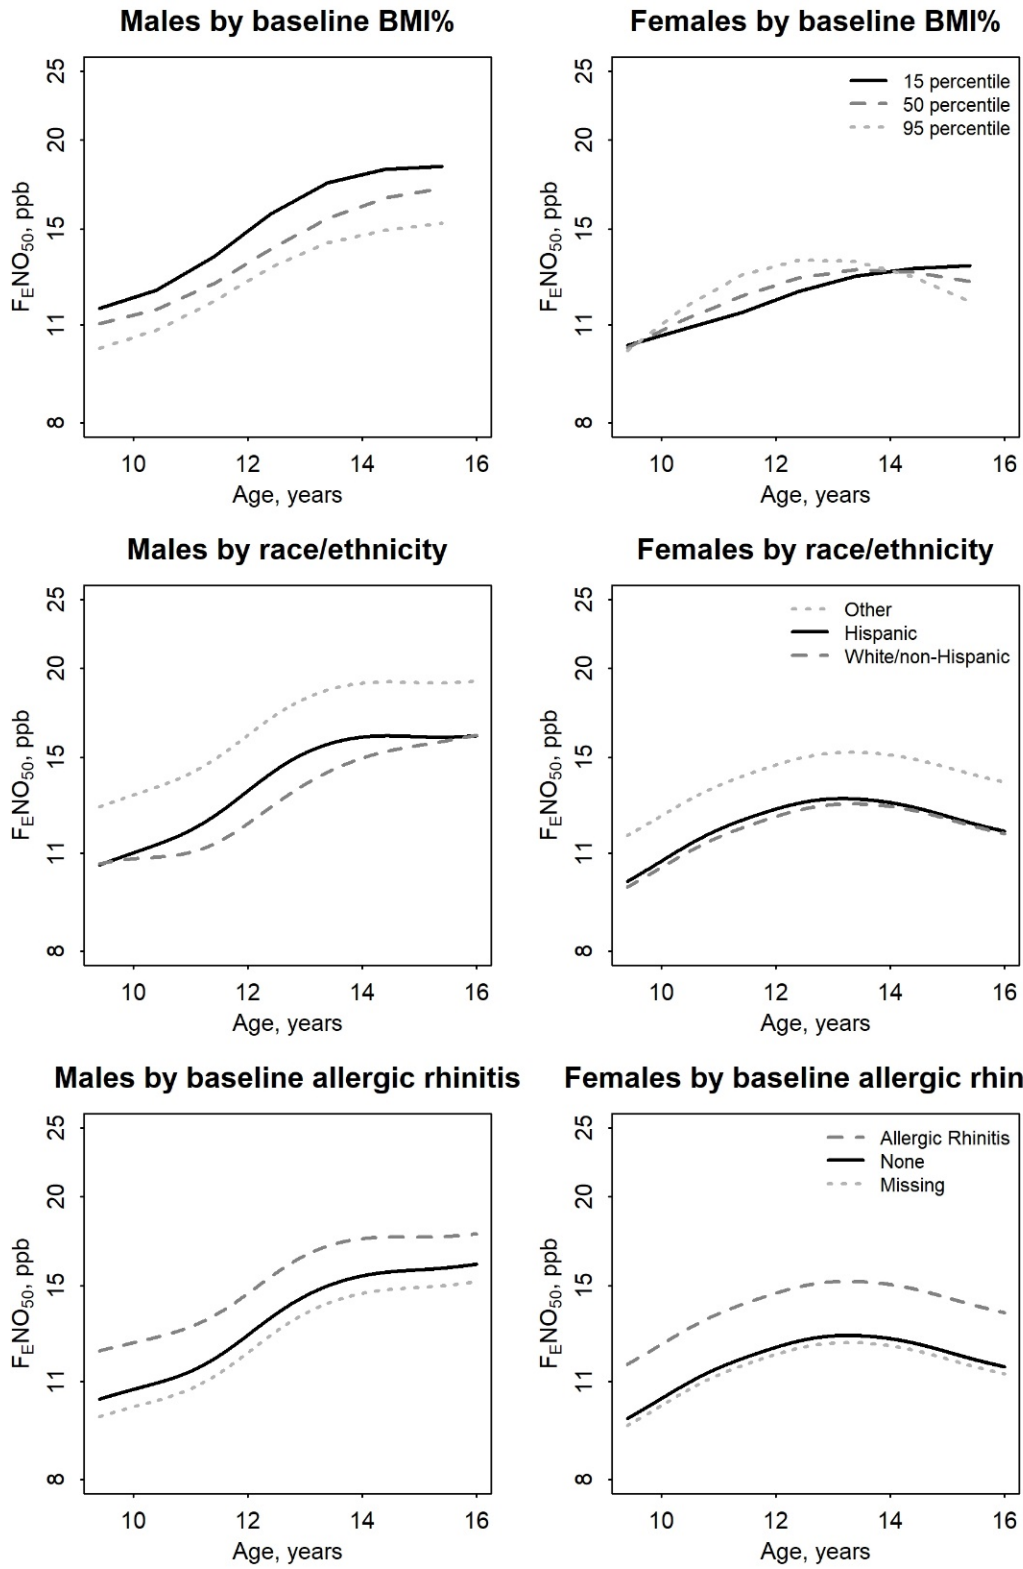 Males by baseline BMI%
Females by baseline BMI%
25
20
15
11
8
FENO50, ppb
10 12 14 16
Age, years
25
20
15
11
8
FENO50, ppb
15 percentile
50 percentile
95 percentile
10 12 14 16
Age, years
Males by race/ethnicity
Females by race/ethnicity
25
20
15
11
8
FENO50, ppb
10 12 14 16
Age, years
25
20
15
11
8
FENO50, ppb
Other
Hispanic
White/non-Hispanic
10 12 14 16
Age, years
Males by baseline allergic rhinitis
Females by baseline allergic rhin
25
20
15
11
8
FENO50, ppb
10 12 14 16
Age, years
25
20
15
11
8
FENO50, ppb
Allergic Rhinitis
None
Missing
10 12 14 16
Age, years